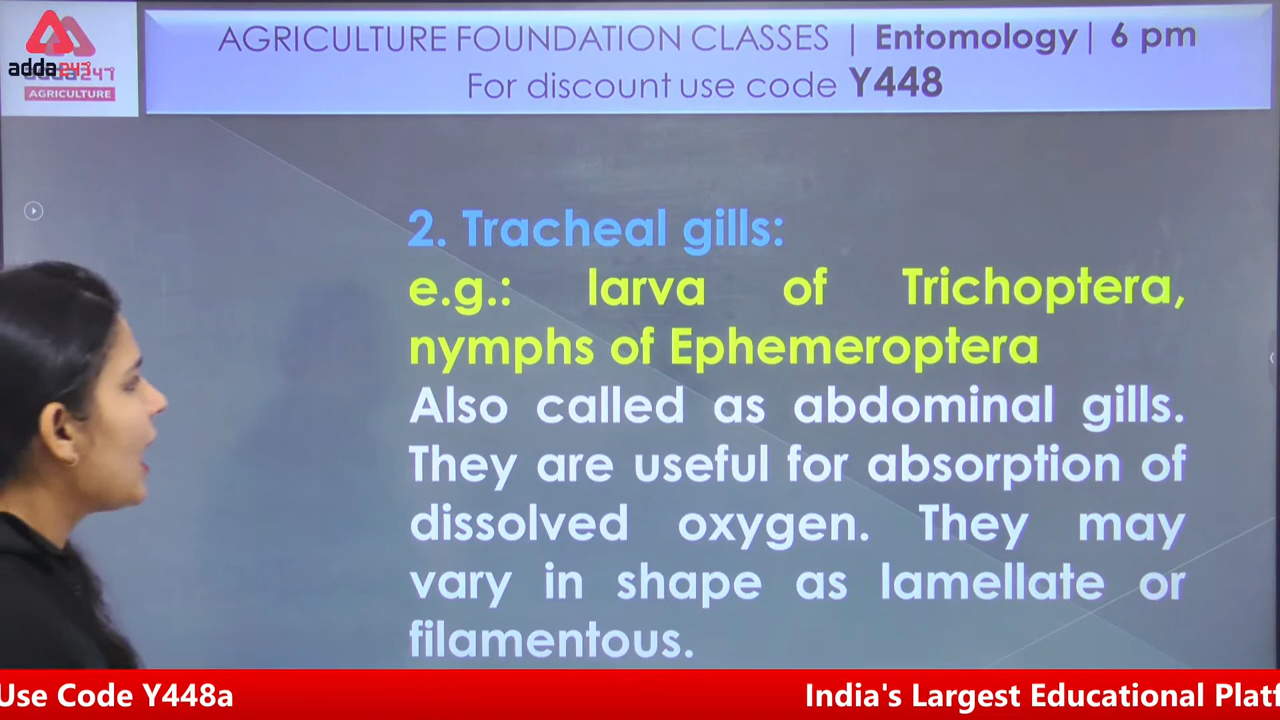 AGRICULTURE FOUNDATION CLASSES | Entomology| 6 pm
For discount use code Y448
adda247
adda247
AGRICULTURE
2. Tracheal gills:
e.g.: larva of Trichoptera,
nymphs of Ephemeroptera
Also called as abdominal gills.
They are useful for absorption of
dissolved oxygen. They may
vary in shape as lamellate or
filamentous.
Use Code Y448a
India's Largest Educational Platf